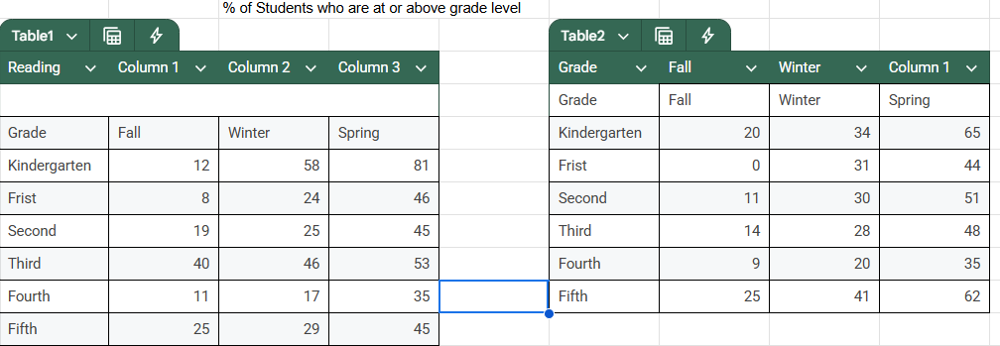 % of Students who are at or above grade level
Table1 Table2
Reading Column 1 Column 2 Column 3 Grade Fall Winter Column 1
Grade Fall Winter Spring
Grade Fall Winter Spring
Kindergarten 20 34 65
Kindergarten 12 58 81
Frist 0 31 44
Frist 8 24 46
Second 11 30 51
Second 19 25 45
Third 14 28 48
Third 40 46 53
Fourth 9 20 35
Fourth 11 17 35
Fifth 25 41 62
Fifth 25 29 45